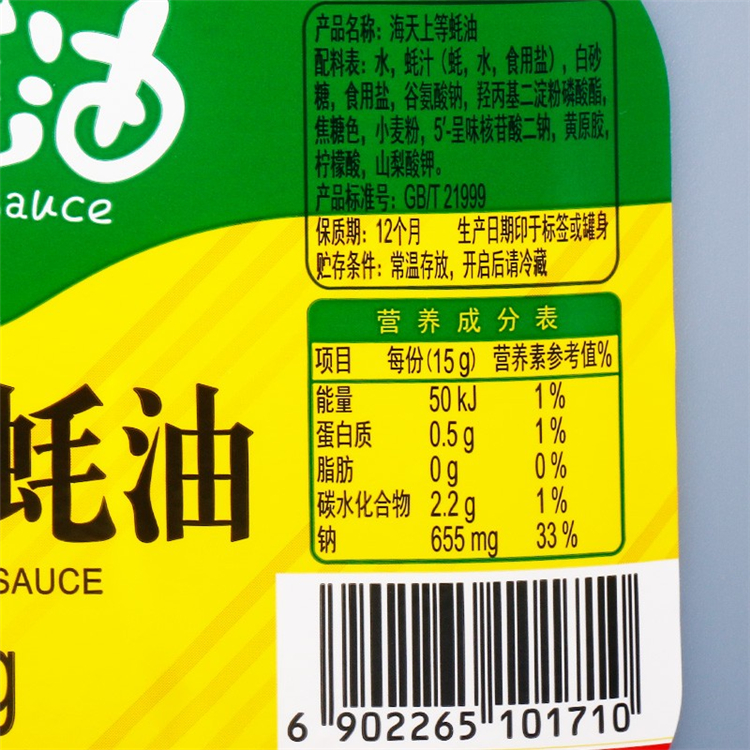 油
auce
产品名称：海天上等蚝油
配料表：水，蚝汁（蚝，水，食用盐），白砂
糖，食用盐，谷氨酸钠，羟丙基二淀粉磷酸酯，
焦糖色，小麦粉，5′-呈味核苷酸二钠，黄原胶，
柠檬酸，山梨酸钾。
产品标准号：GB/T 21999
保质期：12个月 生产日期印于标签或罐身
贮存条件：常温存放，开启后请冷藏
营养成分表
项目 每份(15 g) 营养素参考值%
能量 50 kJ 1%
蛋白质 0.5 g 1%
脂肪 0 g 0%
碳水化合物 2.2 g 1%
钠 655 mg 33%
蚝油
SAUCE
g
6 902265 101710